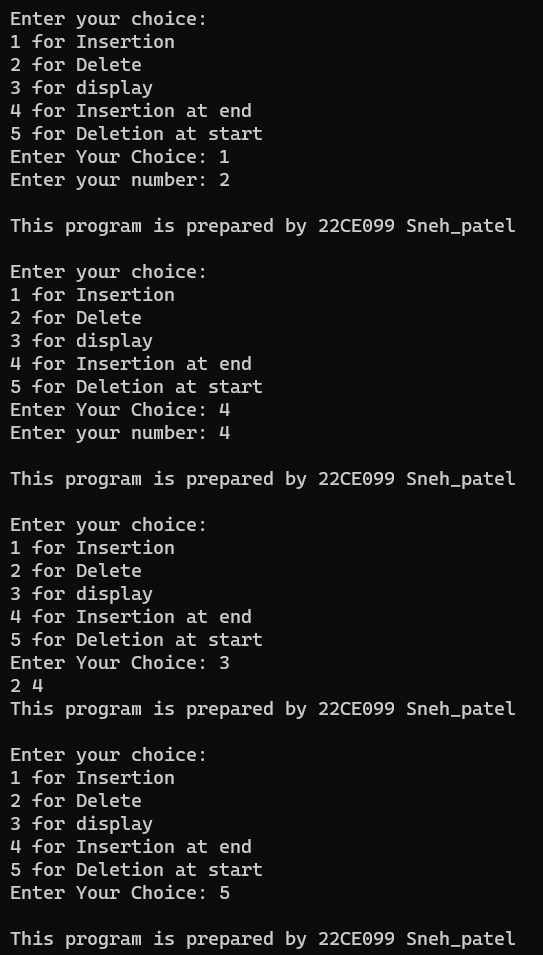 Enter your choice:
1 for Insertion
2 for Delete
3 for display
4 for Insertion at end
5 for Deletion at start
Enter Your Choice: 1
Enter your number: 2
This program is prepared by 22CE099 Sneh_patel
Enter your choice:
1 for Insertion
2 for Delete
3 for display
4 for Insertion at end
5 for Deletion at start
Enter Your Choice: 4
Enter your number: 4
This program is prepared by 22CE099 Sneh_patel
Enter your choice:
1 for Insertion
2 for Delete
3 for display
4 for Insertion at end
5 for Deletion at start
Enter Your Choice: 3
2 4
This program is prepared by 22CE099 Sneh_patel
Enter your choice:
1 for Insertion
2 for Delete
3 for display
4 for Insertion at end
5 for Deletion at start
Enter Your Choice: 5
This program is prepared by 22CE099 Sneh_patel